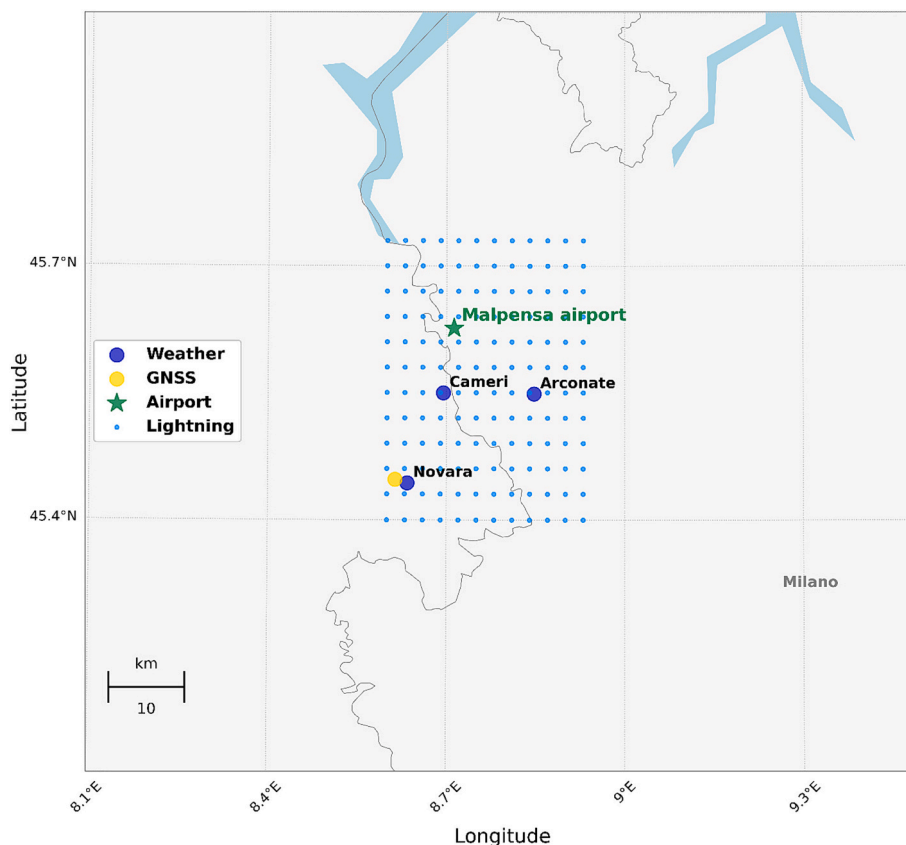 45.7°N
Malpensa airport
Weather
GNSS
Airport
Lightning
Cameri
Arconate
Novara
45.4°N
Milano
km
10
Latitude
8.1°E
8.4°E
8.7°E
9°E
9.3°E
Longitude